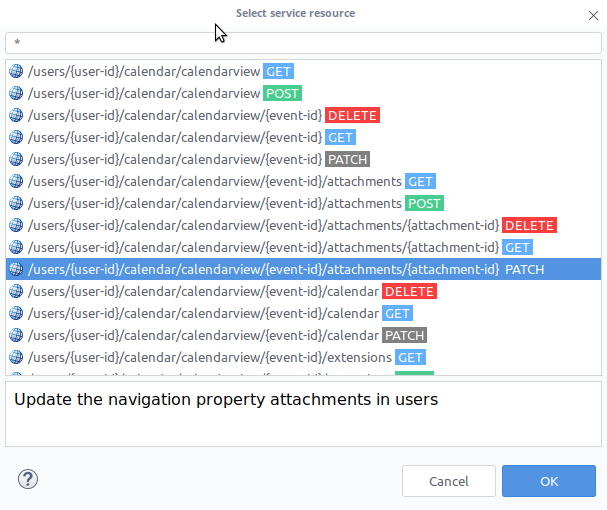 Select service resource
*
/users/{user-id}/calendar/calendarview GET
/users/{user-id}/calendar/calendarview POST
/users/{user-id}/calendar/calendarview/{event-id} DELETE
/users/{user-id}/calendar/calendarview/{event-id} GET
/users/{user-id}/calendar/calendarview/{event-id} PATCH
/users/{user-id}/calendar/calendarview/{event-id}/attachments GET
/users/{user-id}/calendar/calendarview/{event-id}/attachments POST
/users/{user-id}/calendar/calendarview/{event-id}/attachments/{attachment-id} DELETE
/users/{user-id}/calendar/calendarview/{event-id}/attachments/{attachment-id} GET
/users/{user-id}/calendar/calendarview/{event-id}/attachments/{attachment-id} PATCH
/users/{user-id}/calendar/calendarview/{event-id}/calendar DELETE
/users/{user-id}/calendar/calendarview/{event-id}/calendar GET
/users/{user-id}/calendar/calendarview/{event-id}/calendar PATCH
/users/{user-id}/calendar/calendarview/{event-id}/extensions GET
Update the navigation property attachments in users
? Cancel OK